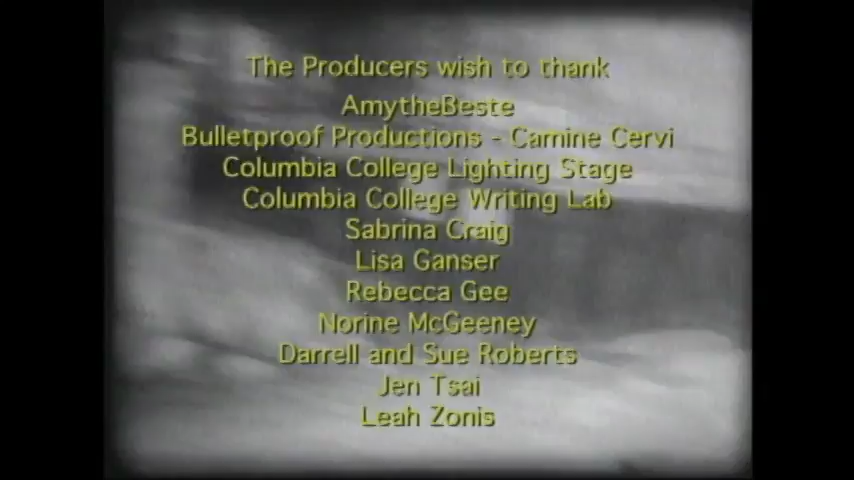 The Producers wish to thank
AmytheBeste
Bulletproof Productions - Camine Cervi
Columbia College Lighting Stage
Columbia College Writing Lab
Sabrina Craig
Lisa Ganser
Rebecca Gee
Norine McGeeney
Darrell and Sue Roberts
Jen Tsai
Leah Zonis